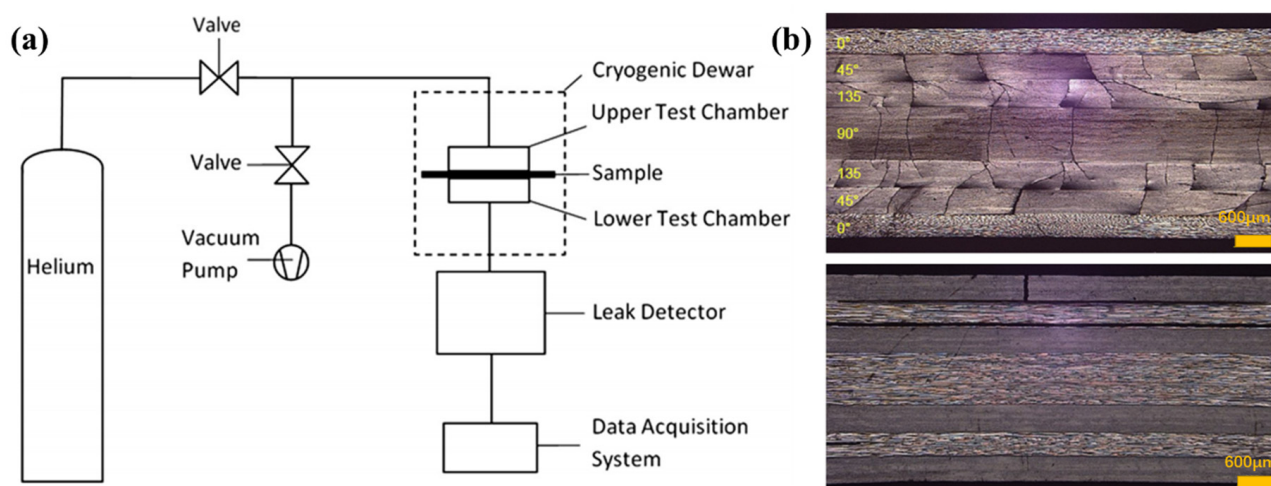 (a)
Valve
Valve
Vacuum
Pump
Helium
Cryogenic Dewar
Upper Test Chamber
Sample
Lower Test Chamber
Leak Detector
Data Acquisition
System
(b)
0°
45°
135
90°
135
45°
0°
600µm
600µm